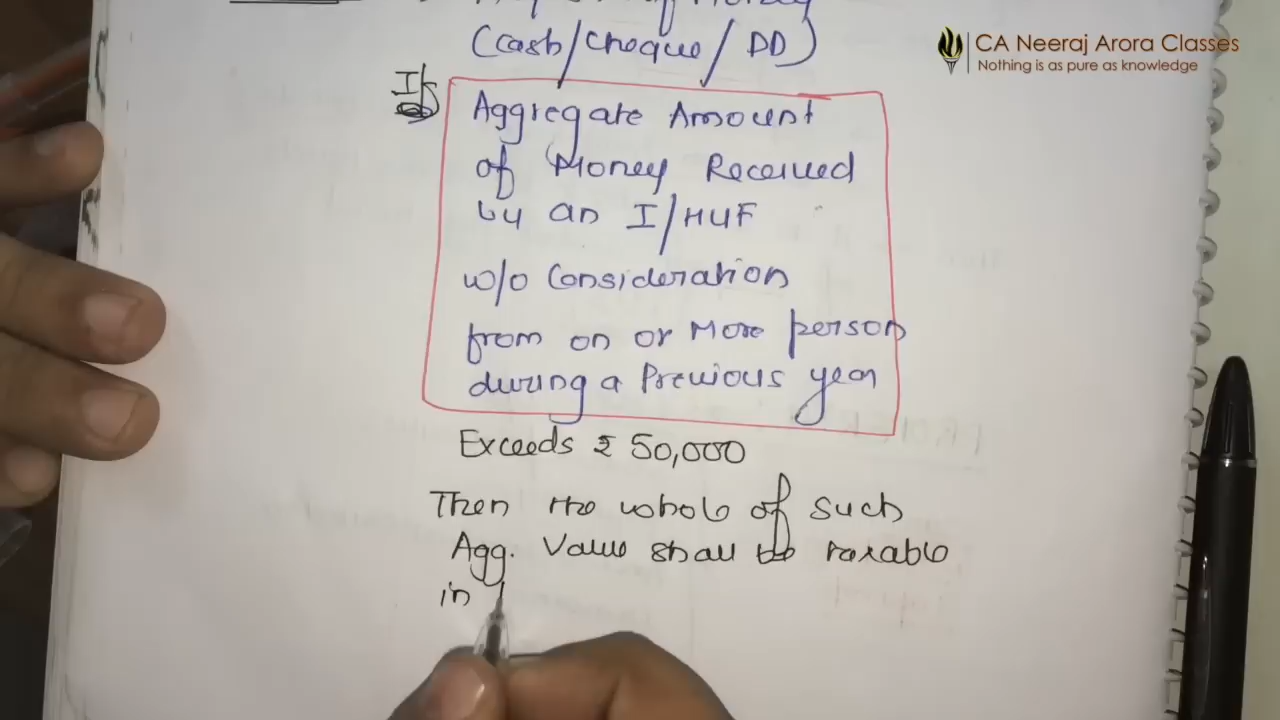 of Money
(Cash/Cheque/DD)
CA Neeraj Arora Classes
Nothing is as pure as knowledge
If
Aggregate Amount
of Money Received
by an I/HUF
w/o Consideration
from on or More person
during a Previous year
Exceeds ₹ 50,000
Then the whole of such
Agg. Value shall be taxable
in